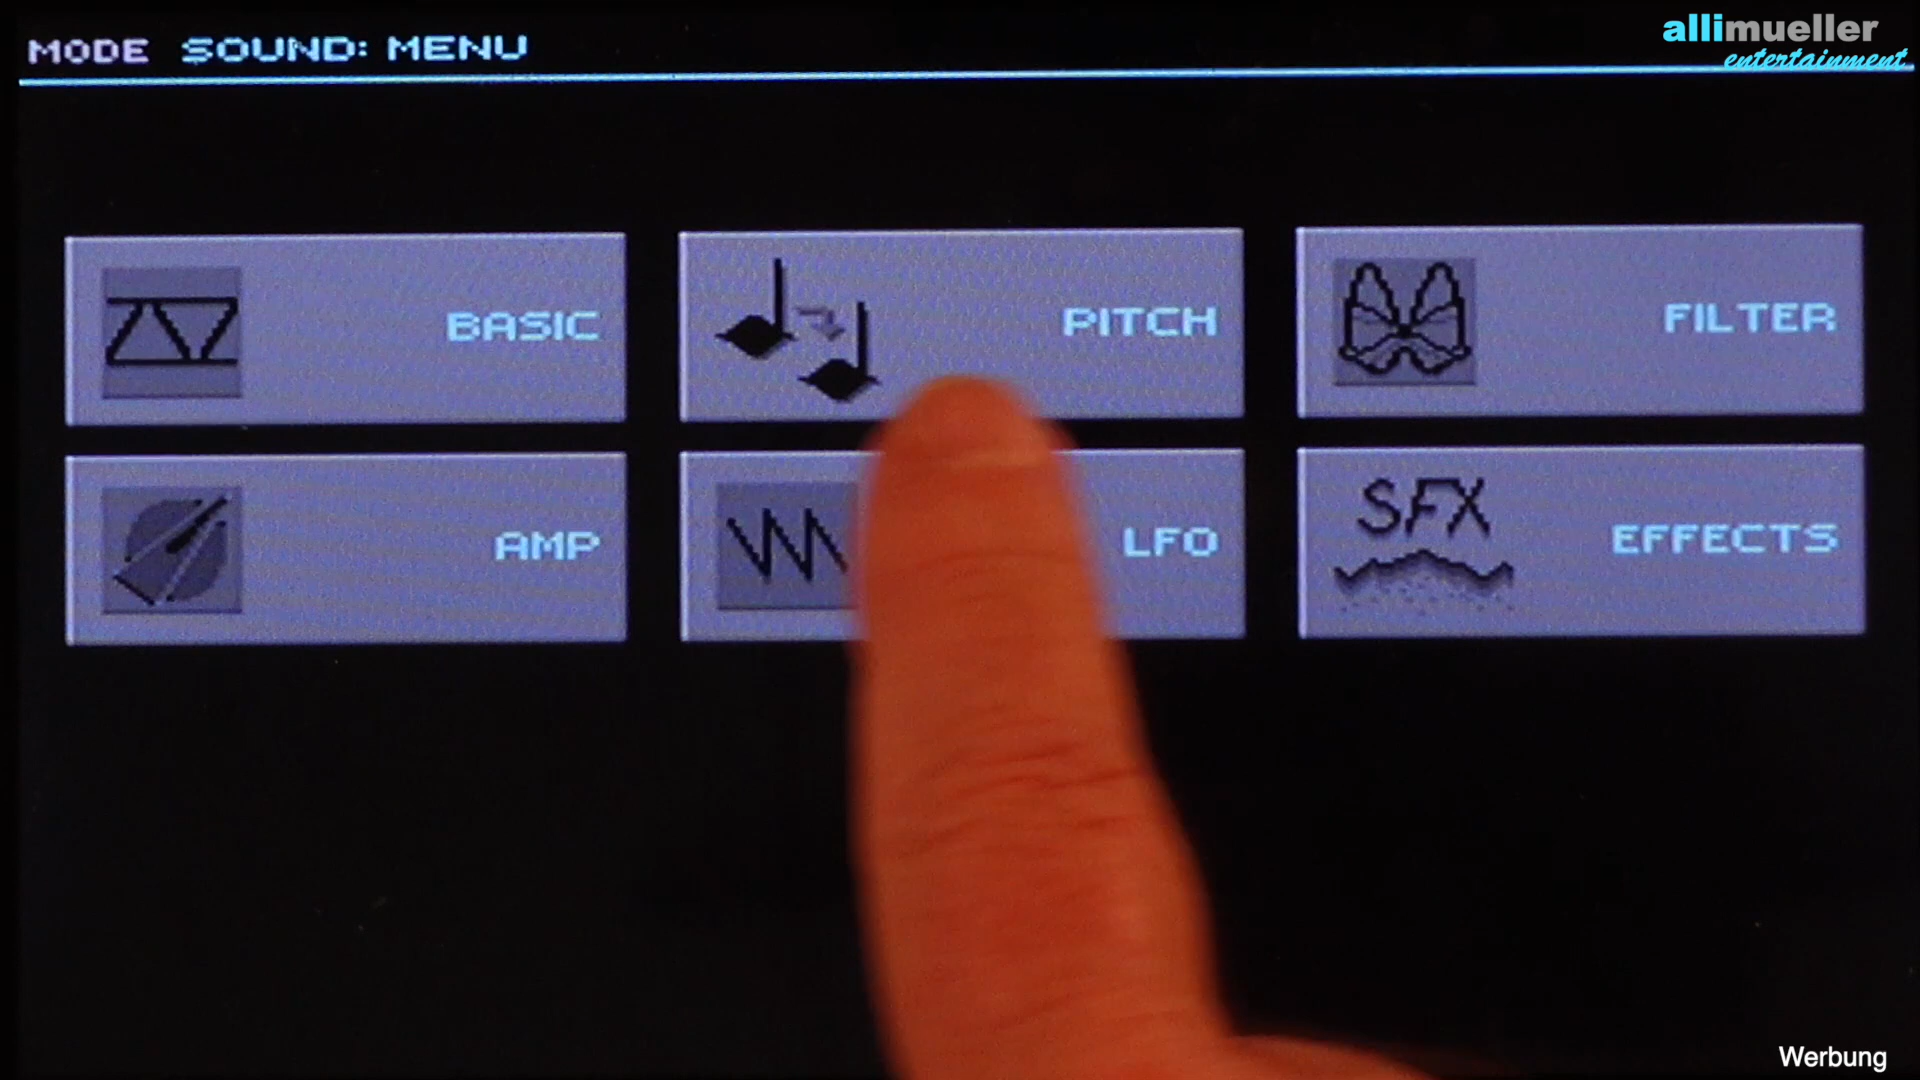 MODE SOUND: MENU
allimueller
entertainment
BASIC
PITCH
FILTER
AMP
LFO
SFX
EFFECTS
Werbung